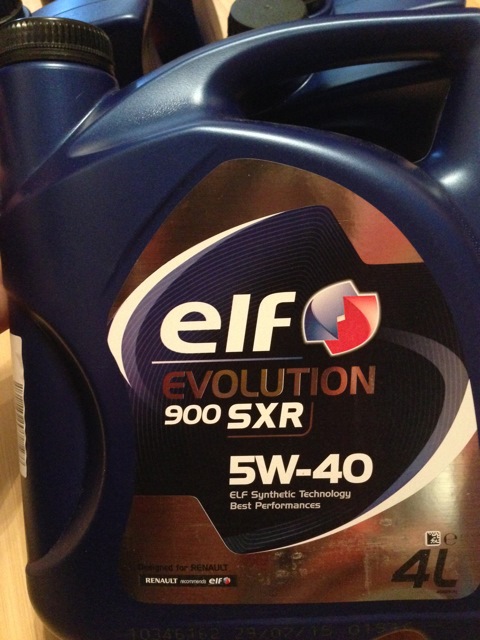 elf
EVOLUTION
900 SXR
5W-40
ELF Synthetic Technology
Best Performances
e
4L
Designed for RENAULT
RENAULT recommends elf